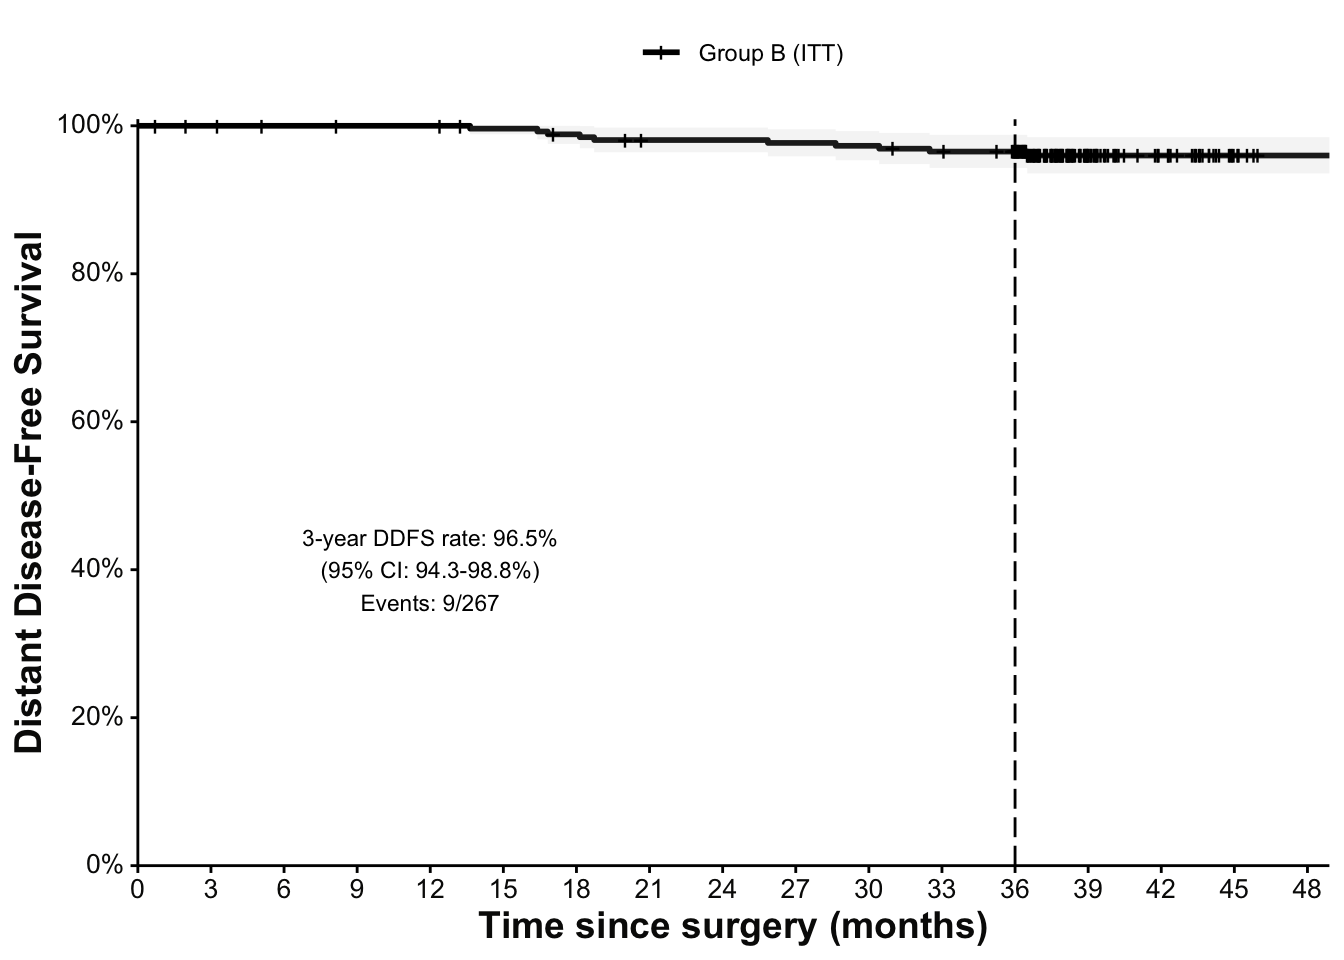 Group B (ITT)
100%
80%
60%
40%
20%
0%
Distant Disease-Free Survival
3-year DDFS rate: 96.5%
(95% CI: 94.3-98.8%)
Events: 9/267
0 3 6 9 12 15 18 21 24 27 30 33 36 39 42 45 48
Time since surgery (months)